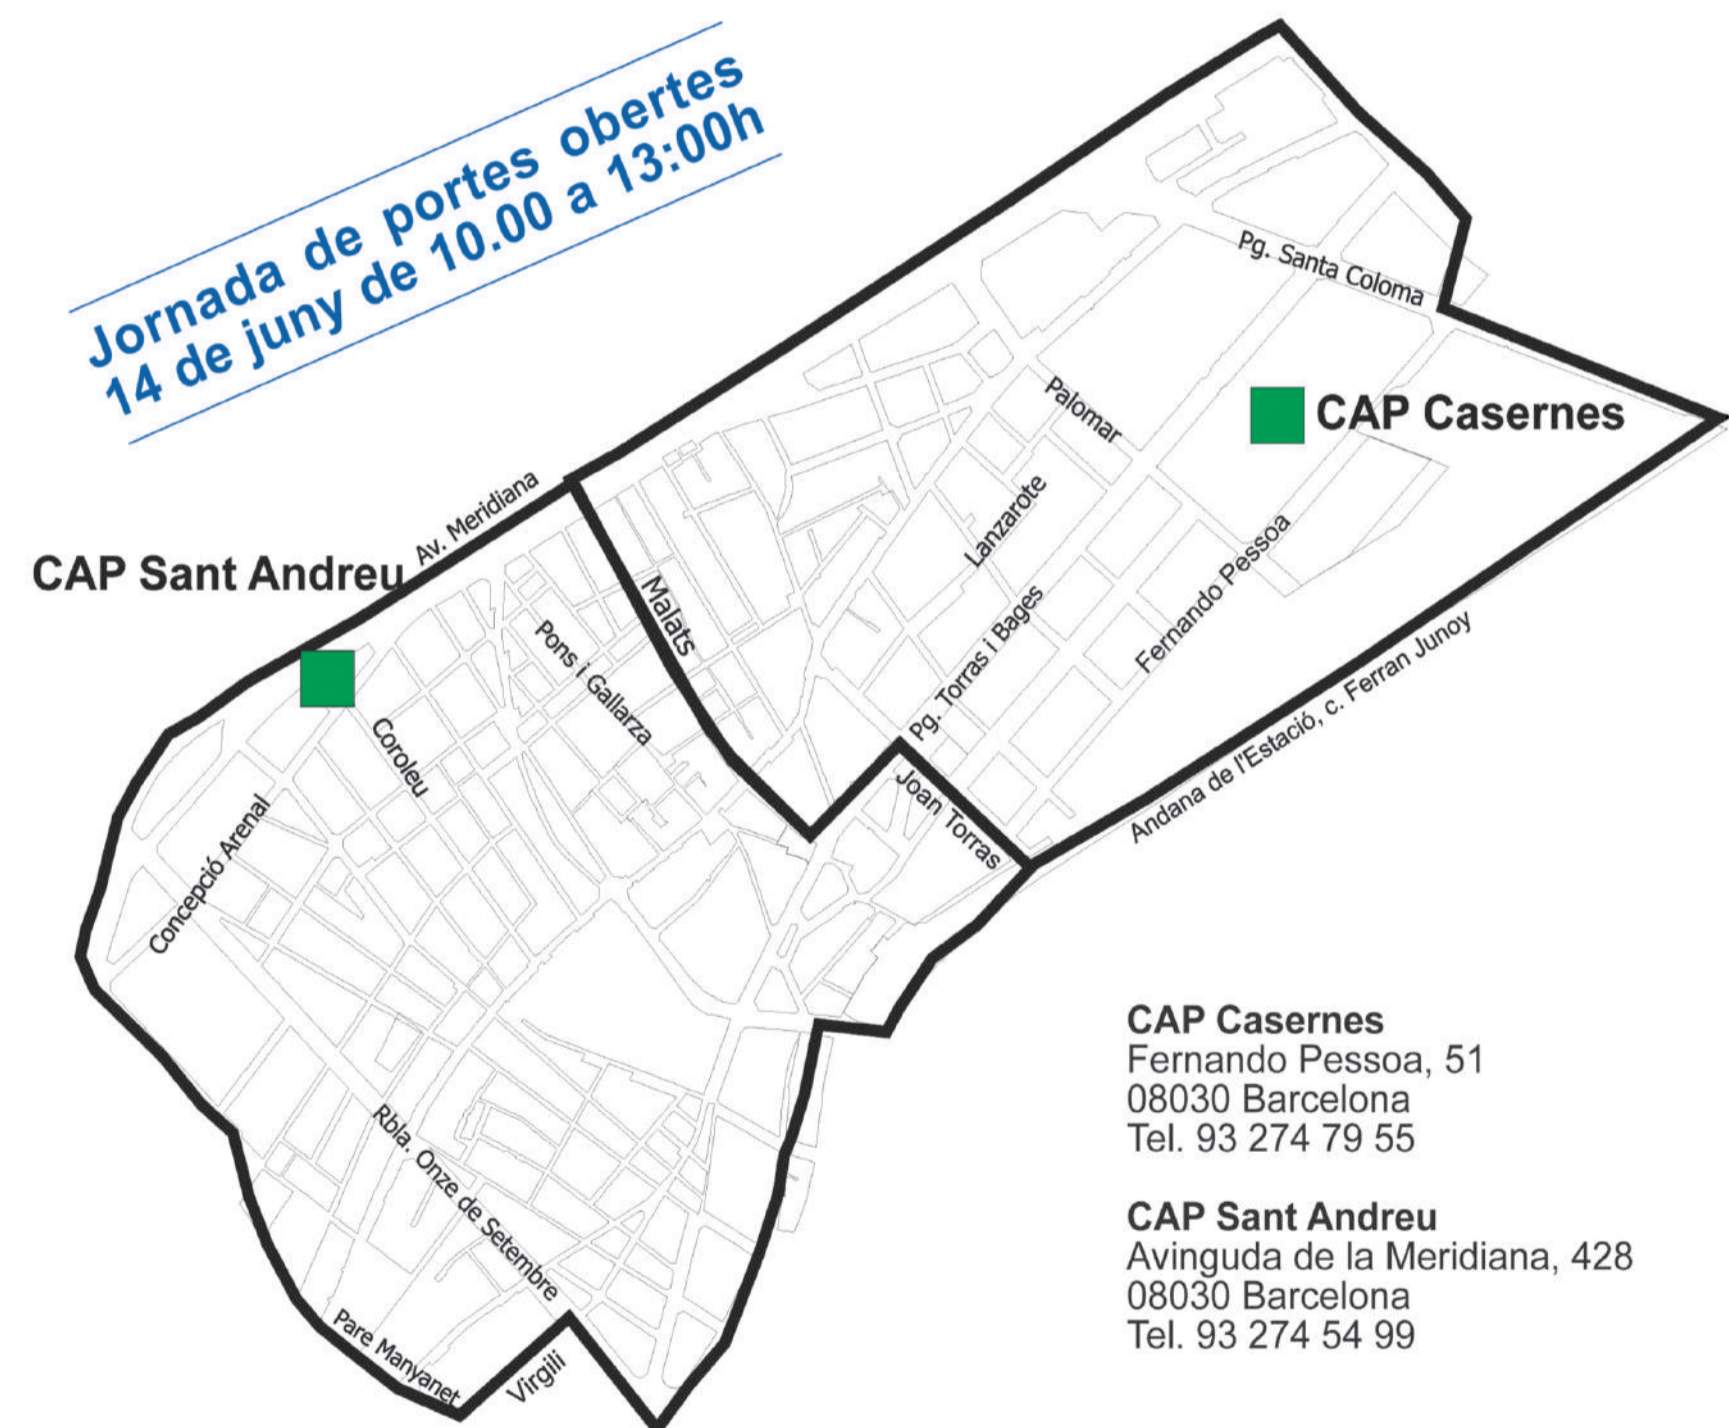 Jornada de portes obertes
14 de juny de 10.00 a 13:00h
Pg. Santa Coloma
CAP Casernes
Palomar
Av. Meridiana
CAP Sant Andreu
Lanzarote
Fernando Pessoa
Malats
Pons i Gallarza
Pg. Torras i Bages
Andana de l'Estació, c. Ferran Junoy
Coroleu
Joan Torras
Concepció Arenal
Rbla. Onze de Setembre
Pare Manyanet
Virgili
CAP Casernes
Fernando Pessoa, 51
08030 Barcelona
Tel. 93 274 79 55
CAP Sant Andreu
Avinguda de la Meridiana, 428
08030 Barcelona
Tel. 93 274 54 99